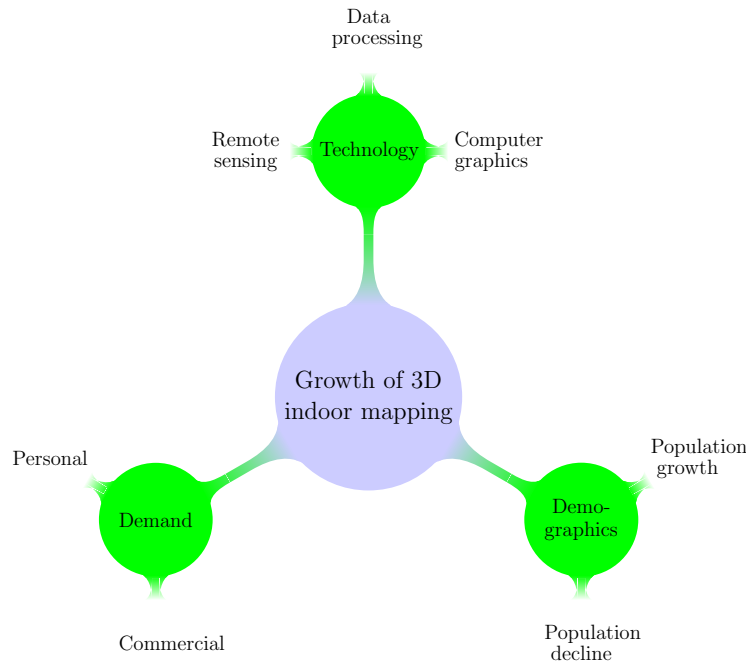 Data
processing
Remote
sensing
Technology
Computer
graphics
Growth of 3D
indoor mapping
Personal
Demand
Commercial
Population
growth
Demo-
graphics
Population
decline